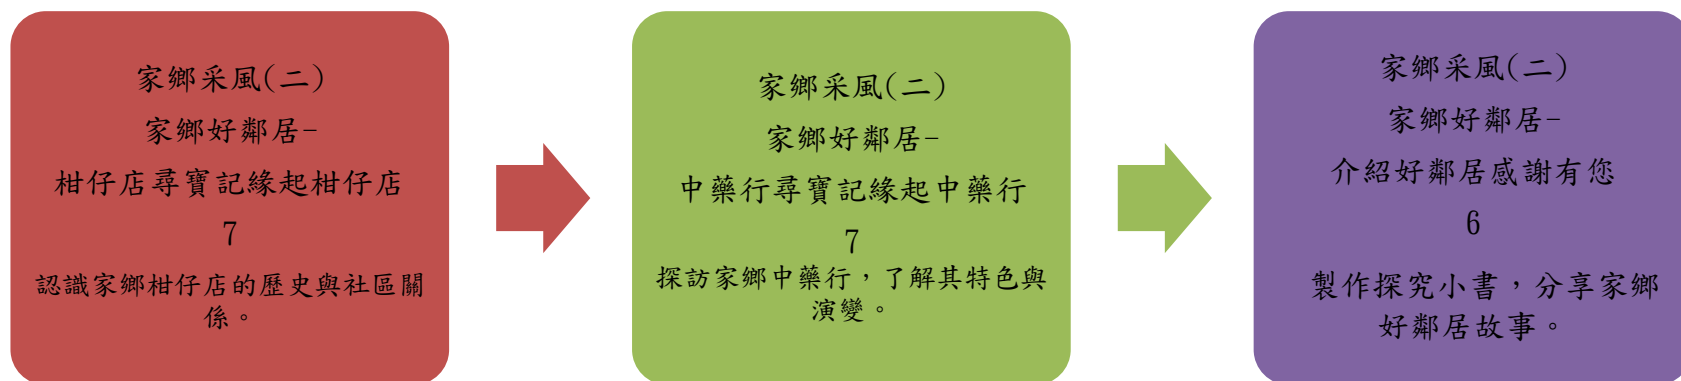 家鄉采風(二)
家鄉好鄰居-
柑仔店尋寶記緣起柑仔店
7
認識家鄉柑仔店的歷史與社區關
係。
家鄉采風(二)
家鄉好鄰居-
中藥行尋寶記緣起中藥行
7
探訪家鄉中藥行，了解其特色與
演變。
家鄉采風(二)
家鄉好鄰居-
介紹好鄰居感謝有您
6
製作探究小書，分享家鄉
好鄰居故事。